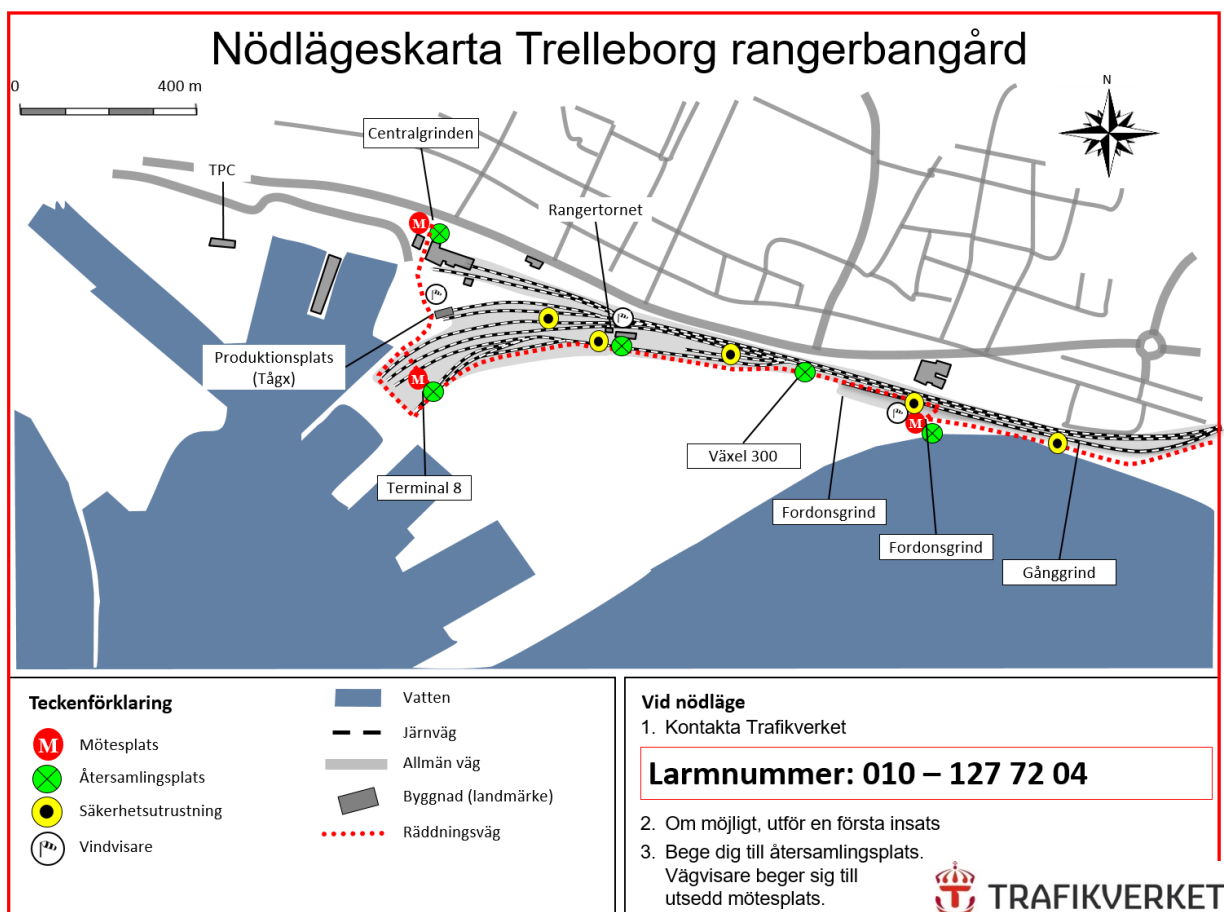 Nödlägeskarta Trelleborg rangerbangård
0 400 m
N
Centralgrinden
TPC
Rangertornet
M
Produktionsplats
(Tågx)
M
M
Växel 300
Terminal 8
Fordonsgrind
Fordonsgrind
Gånggrind
Teckenförklaring
M Mötesplats
Återsamlingsplats
Säkerhetsutrustning
Vindvisare
Vatten
Järnväg
Allmän väg
Byggnad (landmärke)
Räddningsväg
Vid nödläge
1. Kontakta Trafikverket
Larmnummer: 010 – 127 72 04
2. Om möjligt, utför en första insats
3. Bege dig till återsamlingsplats.
Vägvisare beger sig till
utsedd mötesplats.
TRAFIKVERKET